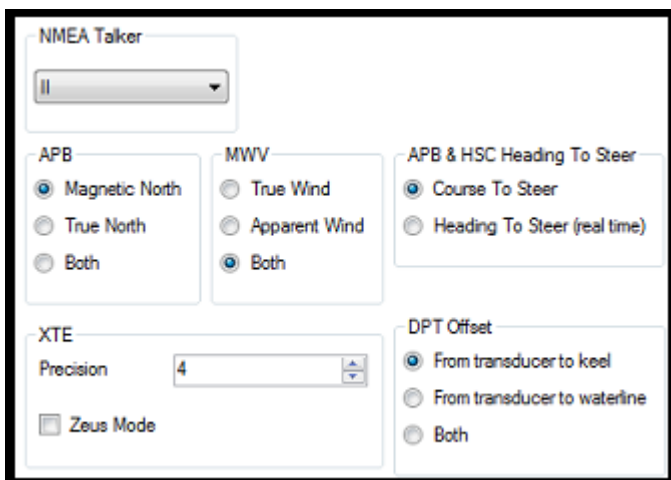 NMEA Talker
II
APB
Magnetic North
True North
Both
MWV
True Wind
Apparent Wind
Both
APB & HSC Heading To Steer
Course To Steer
Heading To Steer (real time)
XTE
Precision 4
Zeus Mode
DPT Offset
From transducer to keel
From transducer to waterline
Both